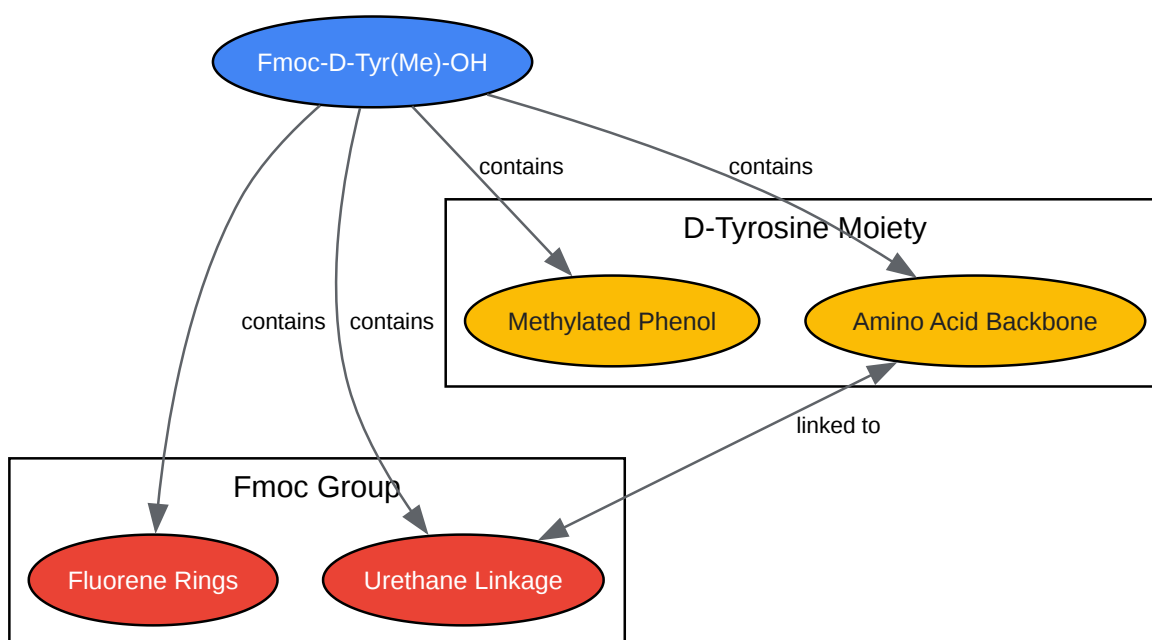 Fmoc-D-Tyr(Me)-OH
contains
contains
D-Tyrosine Moiety
Methylated Phenol
Amino Acid Backbone
contains
contains
linked to
Fmoc Group
Fluorene Rings
Urethane Linkage